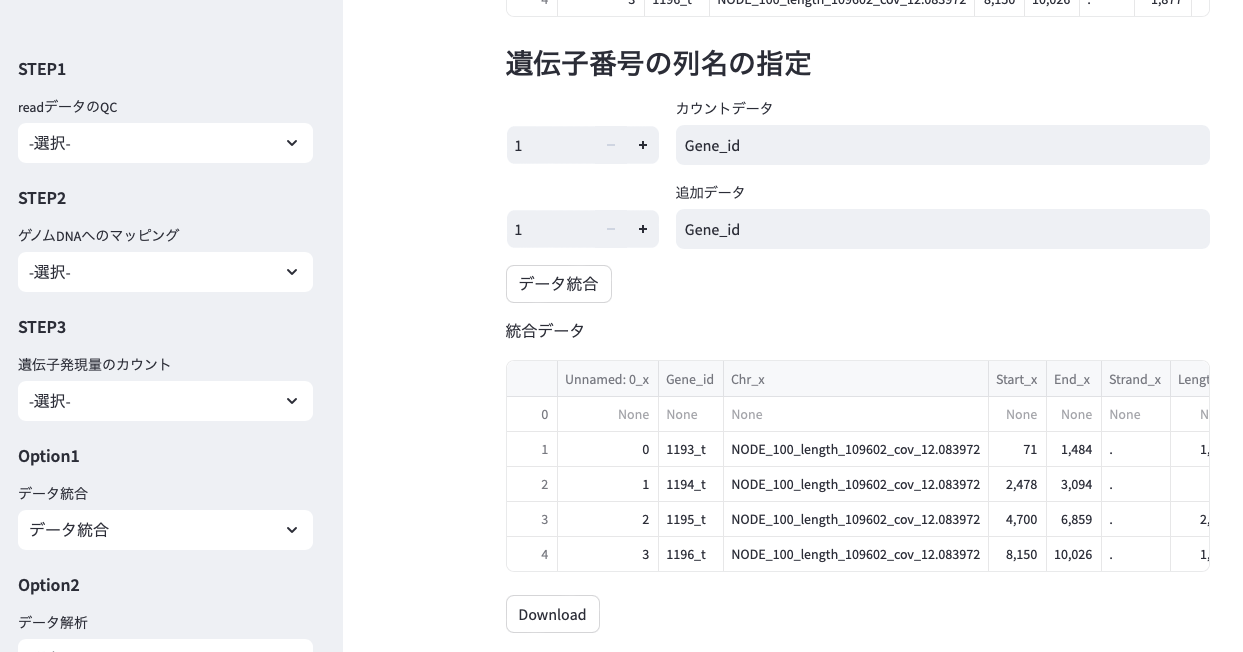 STEP1
readデータのQC
-選択-
STEP2
ゲノムDNAへのマッピング
-選択-
STEP3
遺伝子発現量のカウント
-選択-
Option1
データ統合
データ統合
Option2
データ解析
4 3 1196_t NODE_100_length_109602_cov_12.083972 8,150 10,026 . 1,877
遺伝子番号の列名の指定
カウントデータ
1 − + Gene_id
追加データ
1 − + Gene_id
データ統合
統合データ
Unnamed: 0_x Gene_id Chr_x Start_x End_x Strand_x Lengt
0 None None None None None None N
1 0 1193_t NODE_100_length_109602_cov_12.083972 71 1,484 . 1,
2 1 1194_t NODE_100_length_109602_cov_12.083972 2,478 3,094 .
3 2 1195_t NODE_100_length_109602_cov_12.083972 4,700 6,859 . 2,
4 3 1196_t NODE_100_length_109602_cov_12.083972 8,150 10,026 . 1,
Download